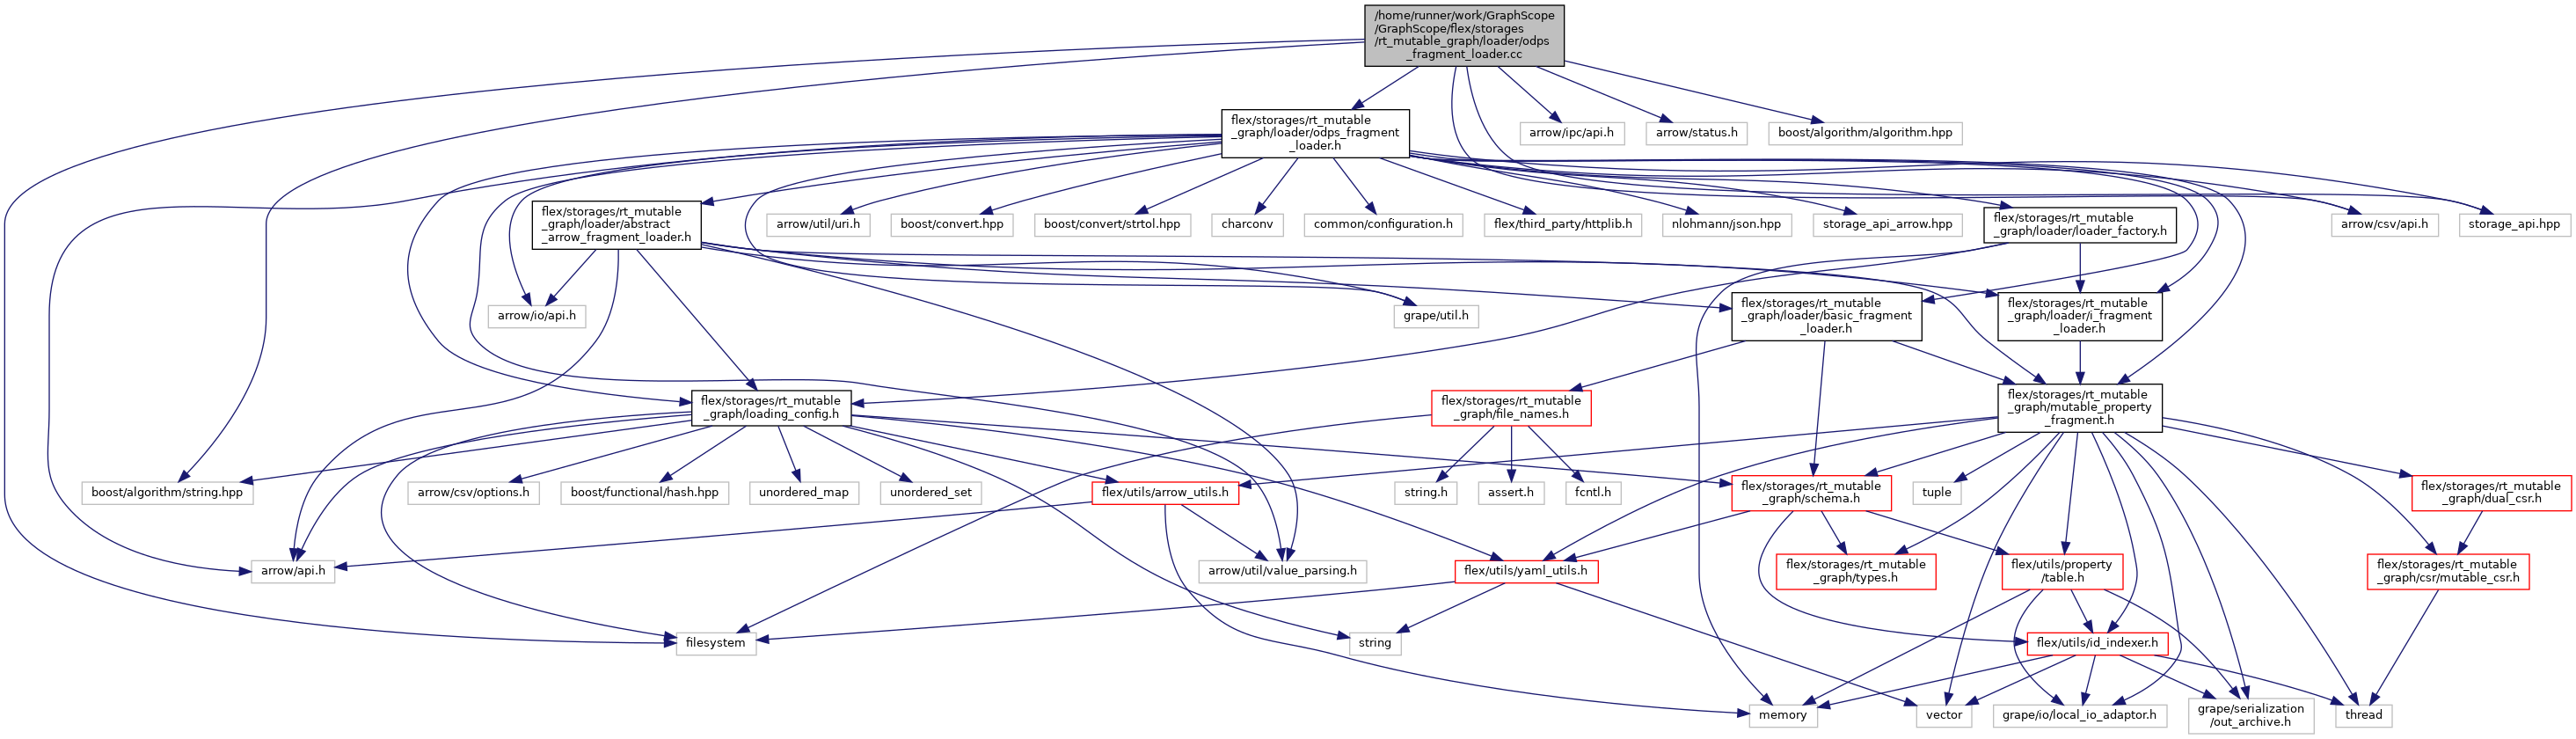 /home/runner/work/GraphScope
/GraphScope/flex/storages
/rt_mutable_graph/loader/odps
_fragment_loader.cc
flex/storages/rt_mutable
_graph/loader/odps_fragment
_loader.h
arrow/ipc/api.h
arrow/status.h
boost/algorithm/algorithm.hpp
flex/storages/rt_mutable
_graph/loader/abstract
_arrow_fragment_loader.h
arrow/util/uri.h
boost/convert.hpp
boost/convert/strtol.hpp
charconv
common/configuration.h
flex/third_party/httplib.h
nlohmann/json.hpp
storage_api_arrow.hpp
flex/storages/rt_mutable
_graph/loader/loader_factory.h
arrow/csv/api.h
storage_api.hpp
arrow/io/api.h
grape/util.h
flex/storages/rt_mutable
_graph/loader/basic_fragment
_loader.h
flex/storages/rt_mutable
_graph/loader/i_fragment
_loader.h
flex/storages/rt_mutable
_graph/loading_config.h
flex/storages/rt_mutable
_graph/file_names.h
flex/storages/rt_mutable
_graph/mutable_property
_fragment.h
boost/algorithm/string.hpp
arrow/csv/options.h
boost/functional/hash.hpp
unordered_map
unordered_set
flex/utils/arrow_utils.h
string.h
assert.h
fcntl.h
flex/storages/rt_mutable
_graph/schema.h
tuple
flex/storages/rt_mutable
_graph/dual_csr.h
arrow/api.h
arrow/util/value_parsing.h
flex/utils/yaml_utils.h
flex/storages/rt_mutable
_graph/types.h
flex/utils/property
/table.h
flex/storages/rt_mutable
_graph/csr/mutable_csr.h
filesystem
string
flex/utils/id_indexer.h
memory
vector
grape/io/local_io_adaptor.h
grape/serialization
/out_archive.h
thread